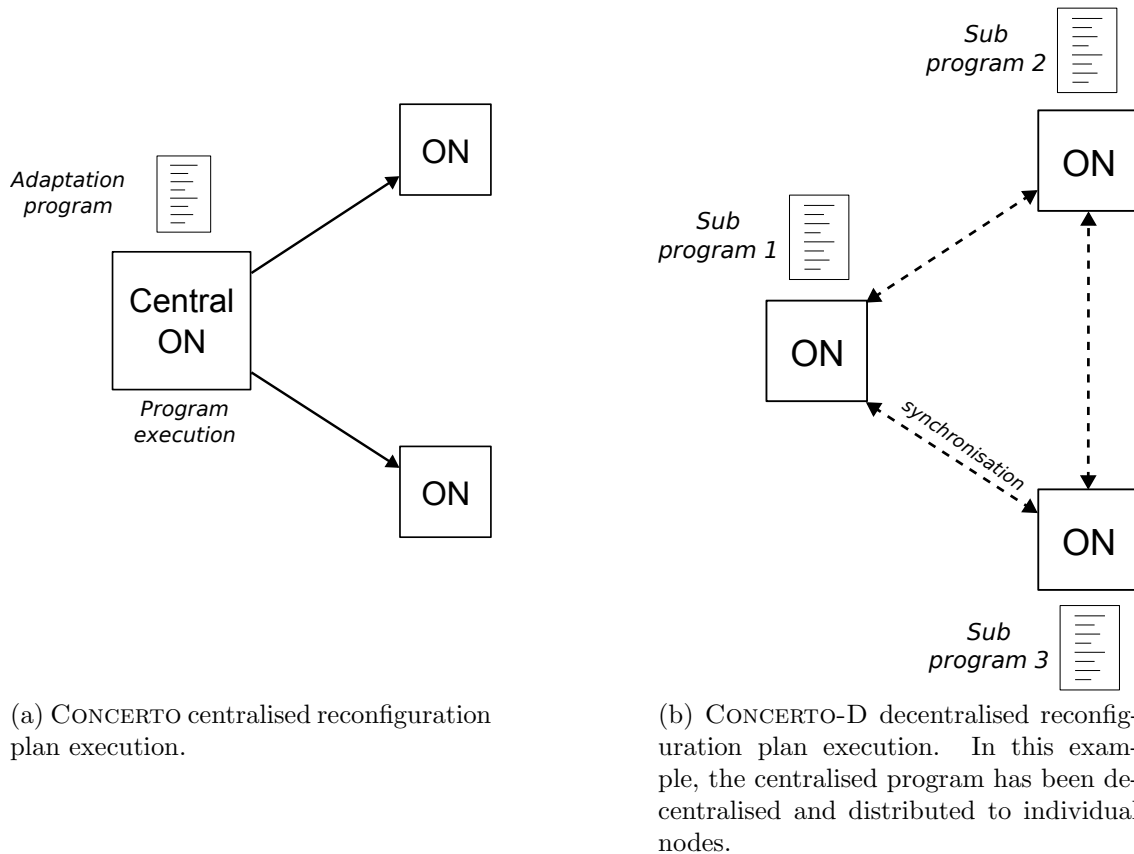 Adaptation
program
Central
ON
Program
execution
ON
ON
(a) CONCERTO centralised reconfiguration
plan execution.
Sub
program 2
ON
Sub
program 1
ON
synchronisation
ON
Sub
program 3
(b) CONCERTO-D decentralised reconfig-
uration plan execution. In this exam-
ple, the centralised program has been de-
centralised and distributed to individual
nodes.